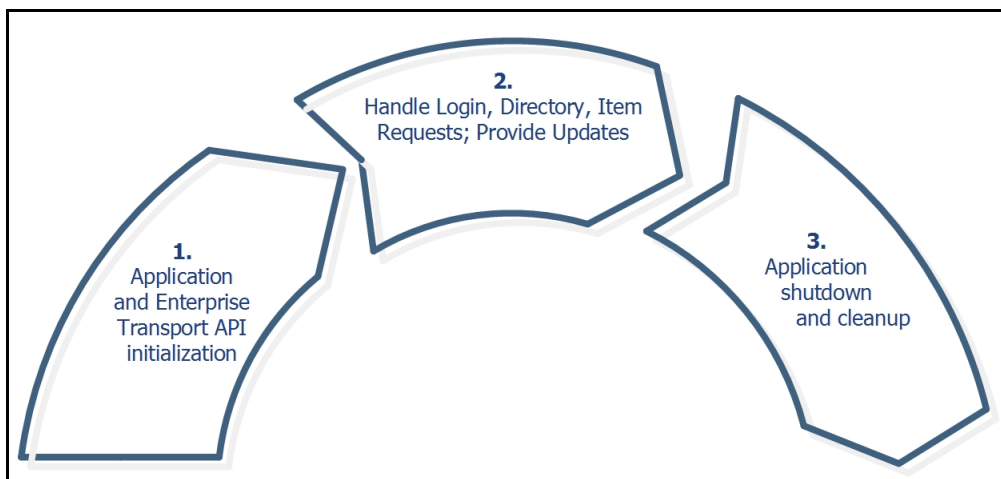 1.
Application
and Enterprise
Transport API
initialization
2.
Handle Login, Directory, Item
Requests; Provide Updates
3.
Application
shutdown
and cleanup